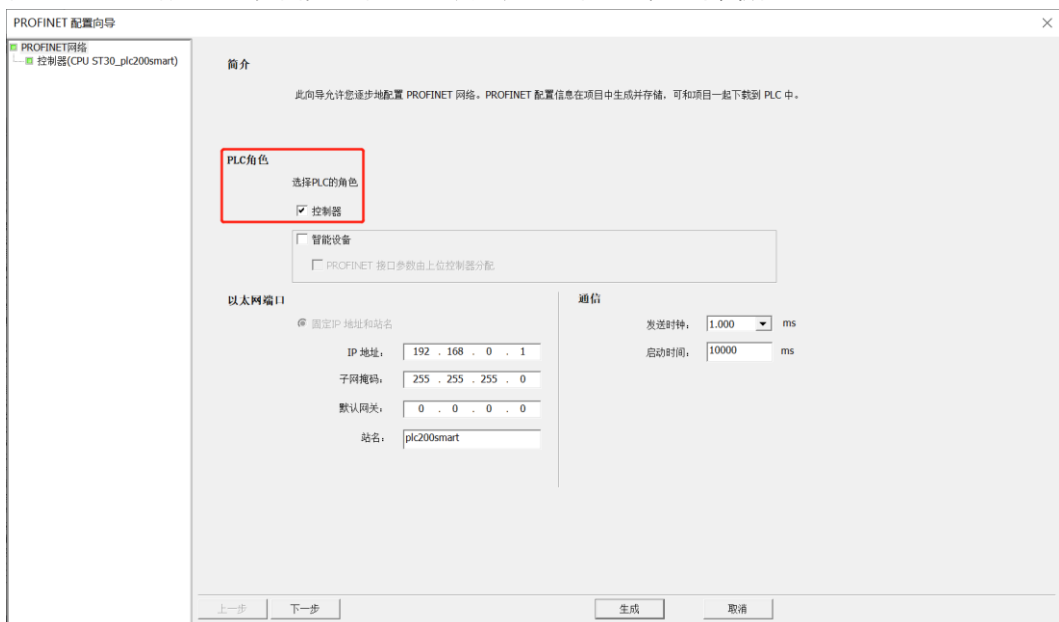 PROFINET 配置向导
PROFINET网络
控制器(CPU ST30_plc200smart)
简介
此向导允许您逐步地配置 PROFINET 网络。PROFINET 配置信息在项目中生成并存储，可和项目一起下载到 PLC 中。
PLC角色
选择PLC的角色
控制器
智能设备
PROFINET 接口参数由上位控制器分配
以太网端口
固定IP 地址和站名
IP 地址：
192 . 168 . 0 . 1
子网掩码：
255 . 255 . 255 . 0
默认网关：
0 . 0 . 0 . 0
站名：
plc200smart
通信
发送时钟：
1.000
ms
启动时间：
10000
ms
上一步
下一步
生成
取消